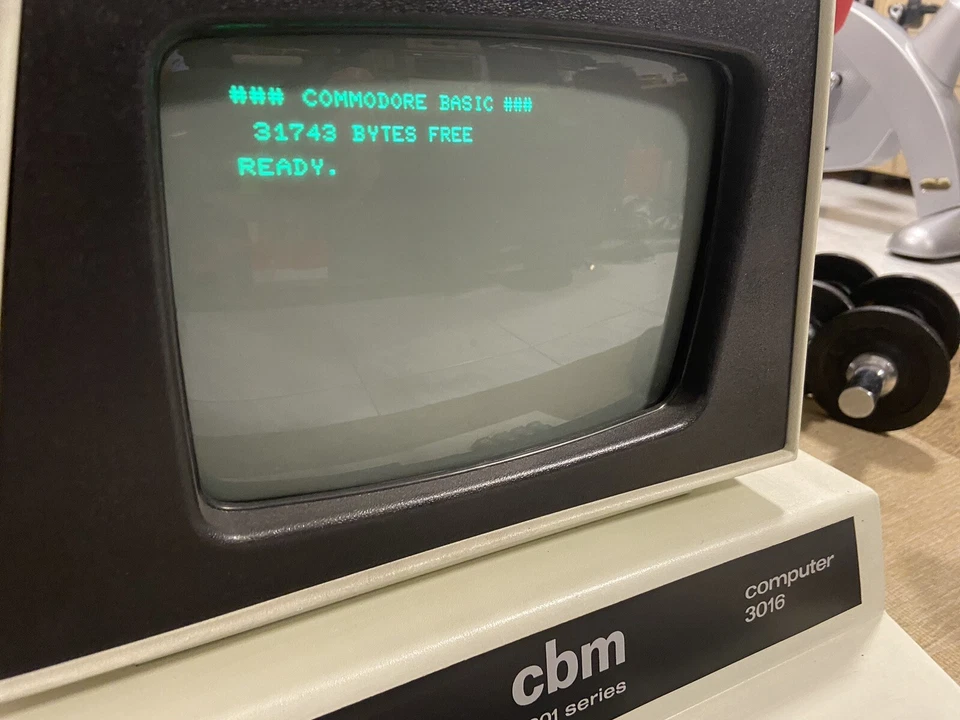 ### COMMODORE BASIC ###
31743 BYTES FREE
READY.
computer
3016
cbm
series